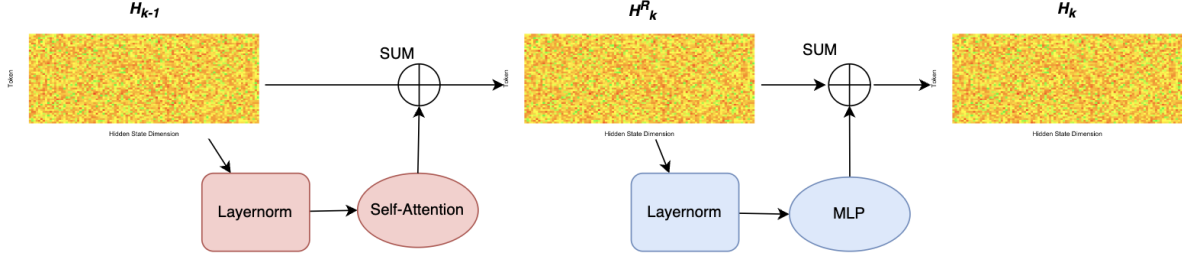 H_{k-1}
H^R_k
H_k
SUM
SUM
Token
Token
Token
Hidden State Dimension
Hidden State Dimension
Hidden State Dimension
Layernorm
Self-Attention
Layernorm
MLP